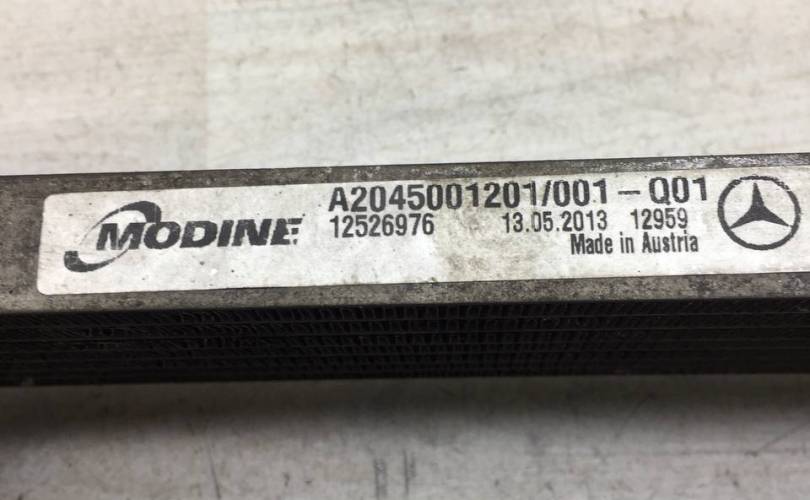 MODINE
A2045001201/001-Q01
12526976 13.05.2013 12959
Made in Austria